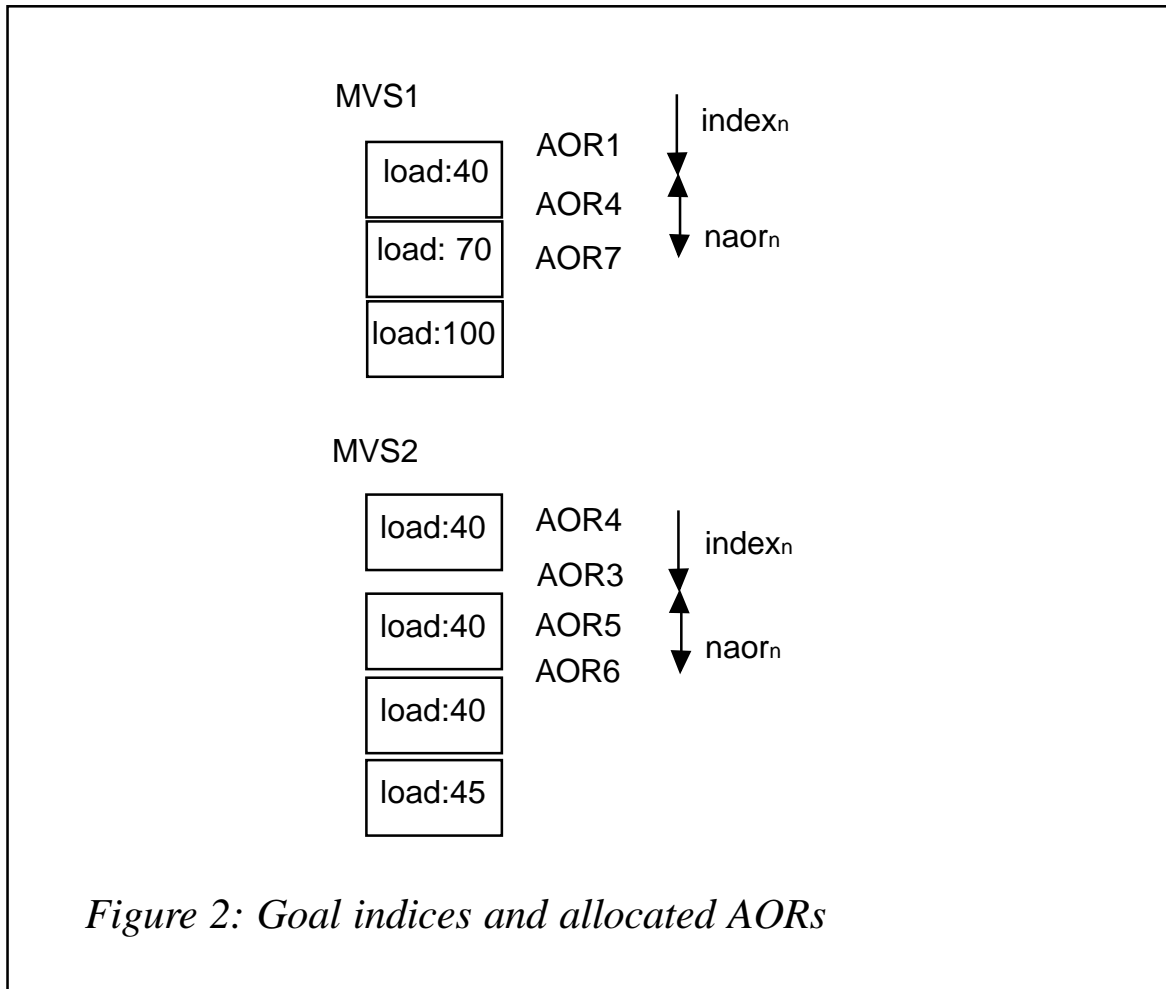 MVS1
load:40
load: 70
load:100
AOR1
AOR4
AOR7
indexn
naorn
MVS2
load:40
load:40
load:40
load:45
AOR4
AOR3
AOR5
AOR6
indexn
naorn
Figure 2: Goal indices and allocated AORs